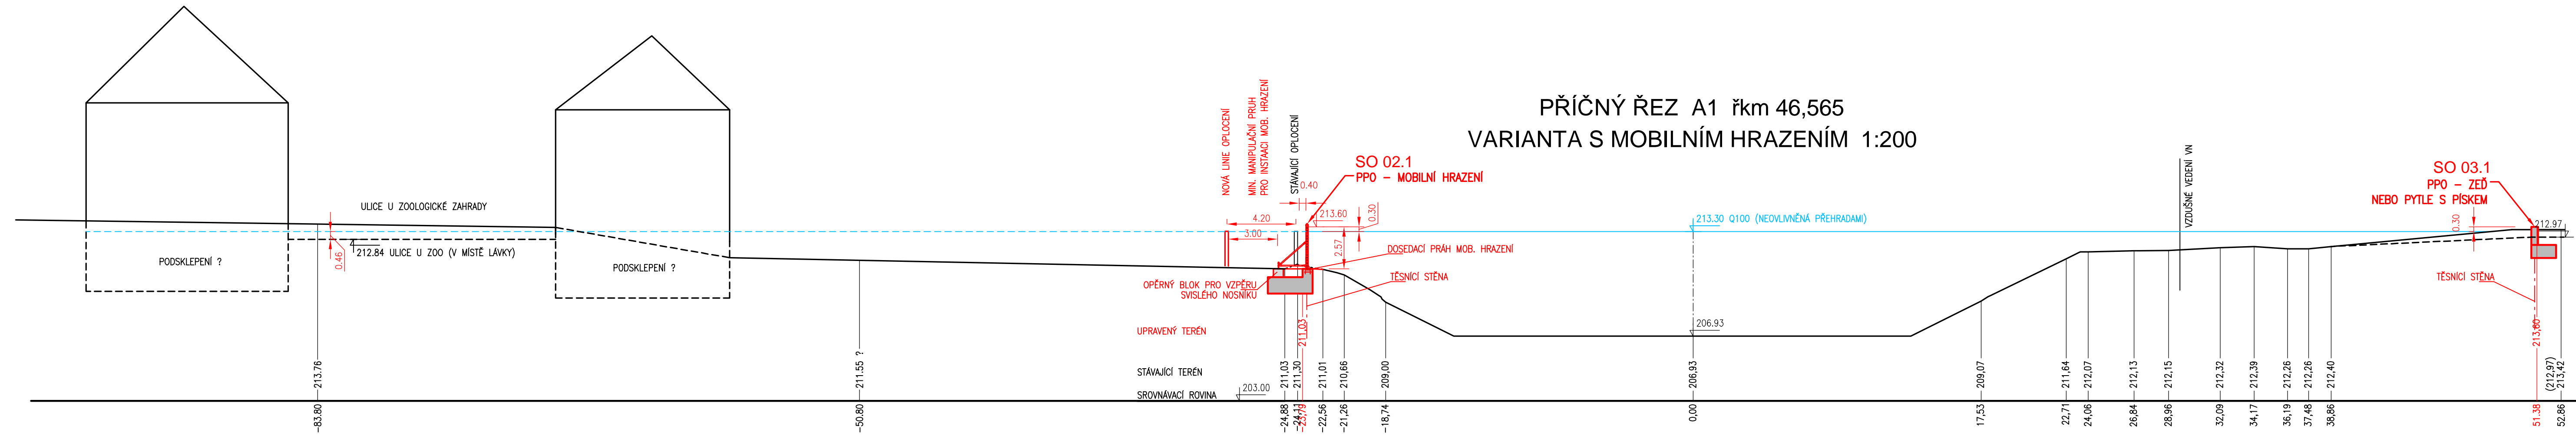 PŘÍČNÝ ŘEZ A1 řkm 46,565
VARIANTA S MOBILNÍM HRAZENÍM 1:200
ULICE U ZOOLOGICKÉ ZAHRADY
0.46
212.84 ULICE U ZOO (V MÍSTĚ LÁVKY)
PODSKLEPENÍ ?
PODSKLEPENÍ ?
NOVÁ LINIE OPLOCENÍ
MIN. MANIPULAČNÍ PRUH
PRO INSTAACI MOB. HRAZENÍ
STÁVAJÍCÍ OPLOCENÍ
SO 02.1
PPO - MOBILNÍ HRAZENÍ
0.40
213.60
0.30
4.20
3.00
2.57
DOSEDACÍ PRÁH MOB. HRAZENÍ
TĚSNÍCÍ STĚNA
OPĚRNÝ BLOK PRO VZPĚRU
SVISLÉHO NOSNÍKU
213.30 Q100 (NEOVLIVNĚNÁ PŘEHRADAMI)
206.93
VZDUŠNÉ VEDENÍ VN
SO 03.1
PPO - ZEĎ
NEBO PYTLE S PÍSKEM
0.30
212.97
TĚSNÍCÍ STĚNA
UPRAVENÝ TERÉN
211,03
213,60
STÁVAJÍCÍ TERÉN
213.76
211.55 ?
211,03
211,30
211,01
210,66
209,00
206,93
209,07
211,64
212,07
212,13
212,15
212,32
212,39
212,26
212,26
212,40
(212,97)
213,42
SROVNÁVACÍ ROVINA
203.00
-83.80
-50.80
-24,88
-24,11
-23,79
-22,56
-21,26
-18,74
0,00
17,53
22,71
24,06
26,84
28,96
32,09
34,17
36,19
37,48
38,86
51.38
52.86